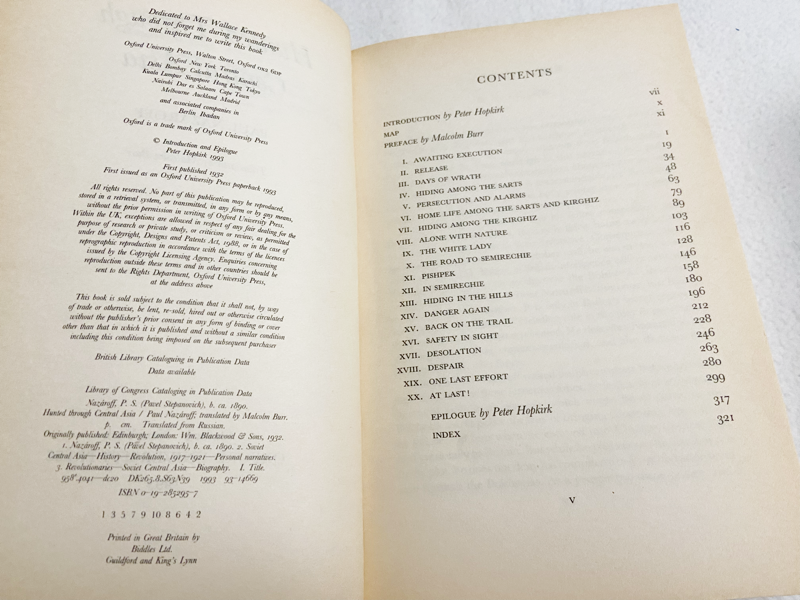 Dedicated to Mrs Wallace Kennedy
who did not forget me during my wanderings
and inspired me to write this book
Oxford University Press, Walton Street, Oxford OX2 6DP
Oxford New York Toronto
Delhi Bombay Calcutta Madras Karachi
Kuala Lumpur Singapore Hong Kong Tokyo
Nairobi Dar es Salaam Cape Town
Melbourne Auckland Madrid
and associated companies in
Berlin Ibadan
Oxford is a trade mark of Oxford University Press
© Introduction and Epilogue
Peter Hopkirk 1993
First published 1932
First issued as an Oxford University Press paperback 1993
All rights reserved. No part of this publication may be reproduced,
stored in a retrieval system, or transmitted, in any form or by any means,
without the prior permission in writing of Oxford University Press.
Within the UK, exceptions are allowed in respect of any fair dealing for the
purpose of research or private study, or criticism or review, as permitted
under the Copyright, Designs and Patents Act, 1988, or in the case of
reprographic reproduction in accordance with the terms of the licences
issued by the Copyright Licensing Agency. Enquiries concerning
reproduction outside these terms and in other countries should be
sent to the Rights Department, Oxford University Press,
at the address above
This book is sold subject to the condition that it shall not, by way
of trade or otherwise, be lent, re-sold, hired out or otherwise circulated
without the publisher's prior consent in any form of binding or cover
other than that in which it is published and without a similar condition
including this condition being imposed on the subsequent purchaser
British Library Cataloguing in Publication Data
Data available
Library of Congress Cataloging in Publication Data
Nazároff, P. S. (Pavel Stepanovich), b. ca. 1890.
Hunted through Central Asia / Paul Nazároff; translated by Malcolm Burr.
p. cm. Translated from Russian.
Originally published: Edinburgh; London: Wm. Blackwood & Sons, 1932.
1. Nazároff, P. S. (Pavel Stepanovich), b. ca. 1890. 2. Soviet
Central Asia—History—Revolution, 1917–1921—Personal narratives.
3. Revolutionaries—Soviet Central Asia—Biography. I. Title.
958'.4041—dc20 DK265.8.S63N39 1993 93-14669
ISBN 0-19-285295-7
1 3 5 7 9 10 8 6 4 2
Printed in Great Britain by
Biddles Ltd.
Guildford and King's Lynn
CONTENTS
INTRODUCTION by Peter Hopkirk vii
MAP x
PREFACE by Malcolm Burr xi
I. AWAITING EXECUTION 1
II. RELEASE 19
III. DAYS OF WRATH 34
IV. HIDING AMONG THE SARTS 48
V. PERSECUTION AND ALARMS 63
VI. HOME LIFE AMONG THE SARTS AND KIRGHIZ 79
VII. HIDING AMONG THE KIRGHIZ 89
VIII. ALONE WITH NATURE 103
IX. THE WHITE LADY 116
X. THE ROAD TO SEMIRECHIE 128
XI. PISHPEK 146
XII. IN SEMIRECHIE 158
XIII. HIDING IN THE HILLS 180
XIV. DANGER AGAIN 196
XV. BACK ON THE TRAIL 212
XVI. SAFETY IN SIGHT 228
XVII. DESOLATION 246
XVIII. DESPAIR 263
XIX. ONE LAST EFFORT 280
XX. AT LAST! 299
EPILOGUE by Peter Hopkirk 317
INDEX 321
v